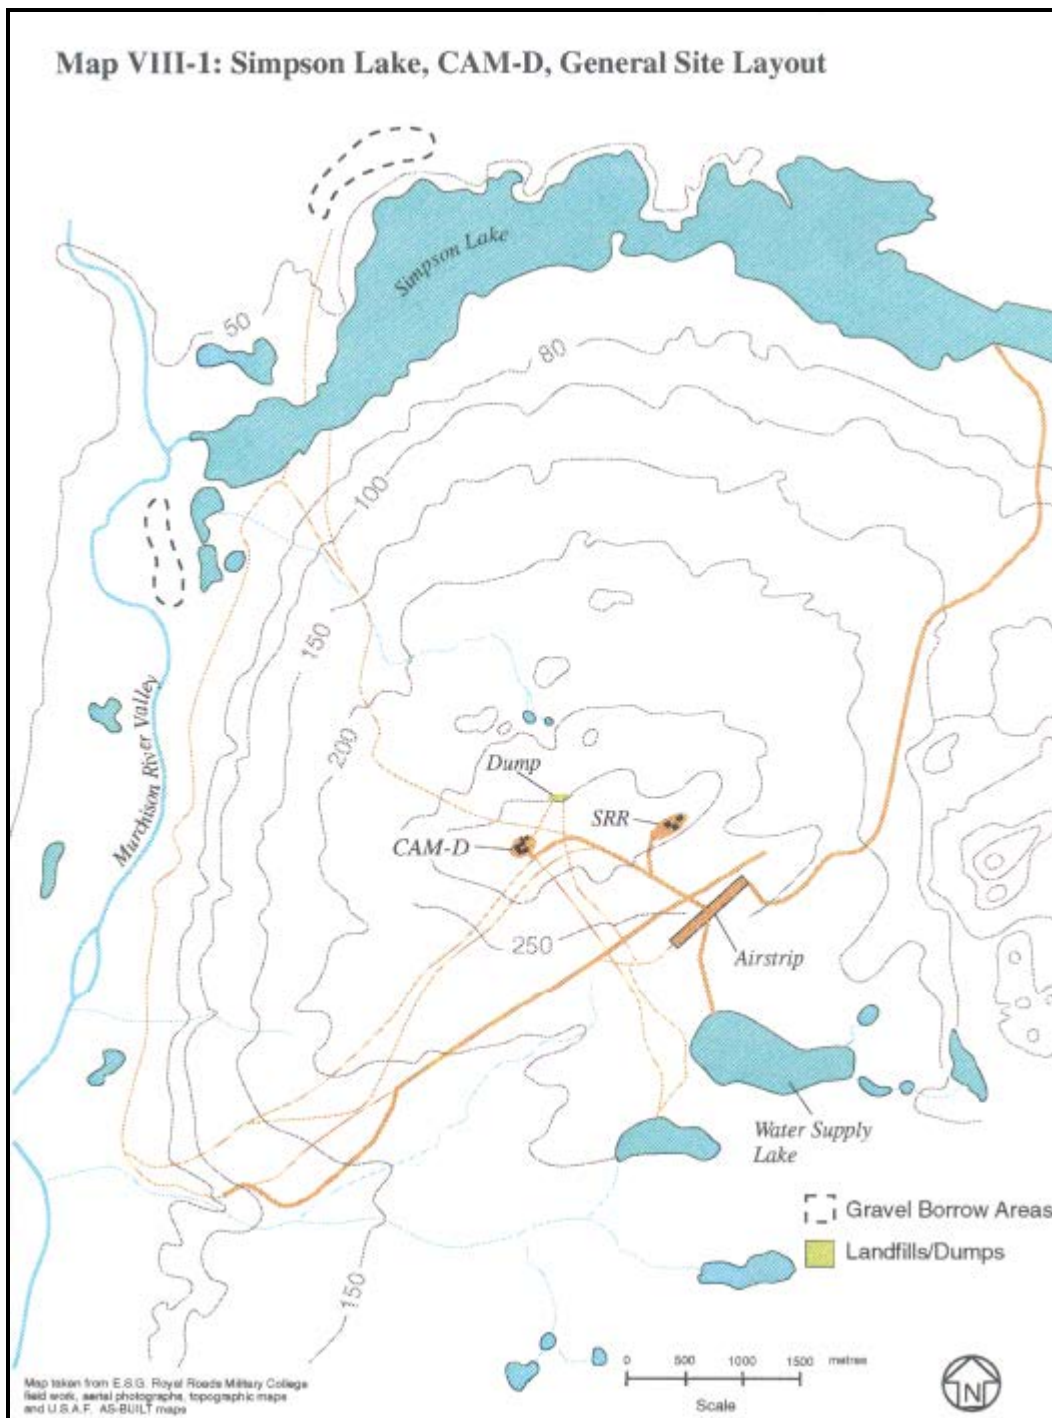 Map VIII-1: Simpson Lake, CAM-D, General Site Layout
Simpson Lake
50
80
100
150
200
Murchison River Valley
Dump
SRR
CAM-D
250
Airstrip
Water Supply
Lake
Gravel Borrow Areas
Landfills/Dumps
150
0 500 1000 1500 metres
Scale
N
Map taken from E.S.G. Royal Roads Military College
field work, aerial photographs, topographic maps
and U.S.A.F. AS-BUILT maps